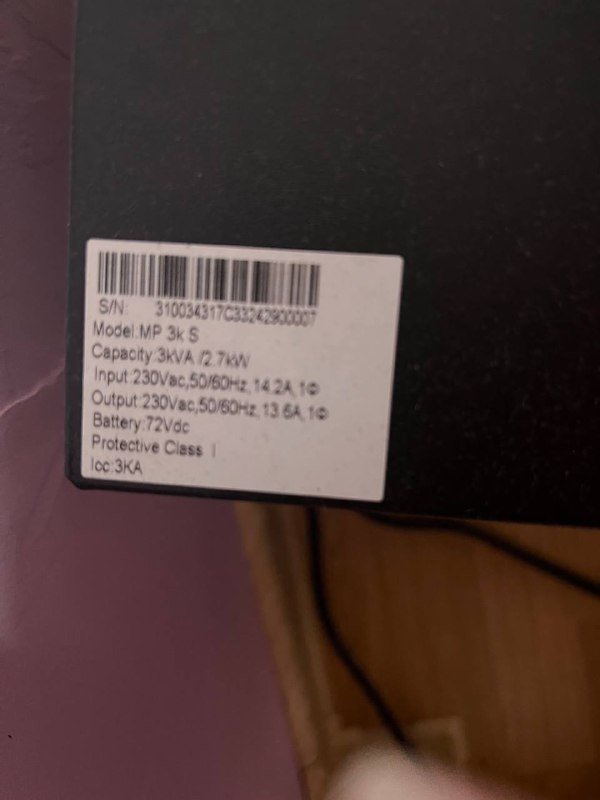 S/N: 310034317C33242900007
Model:MP 3k S
Capacity:3kVA /2.7kW
Input:230Vac,50/60Hz,14.2A,1Φ
Output:230Vac,50/60Hz,13.6A,1Φ
Battery:72Vdc
Protective Class I
Icc:3KA